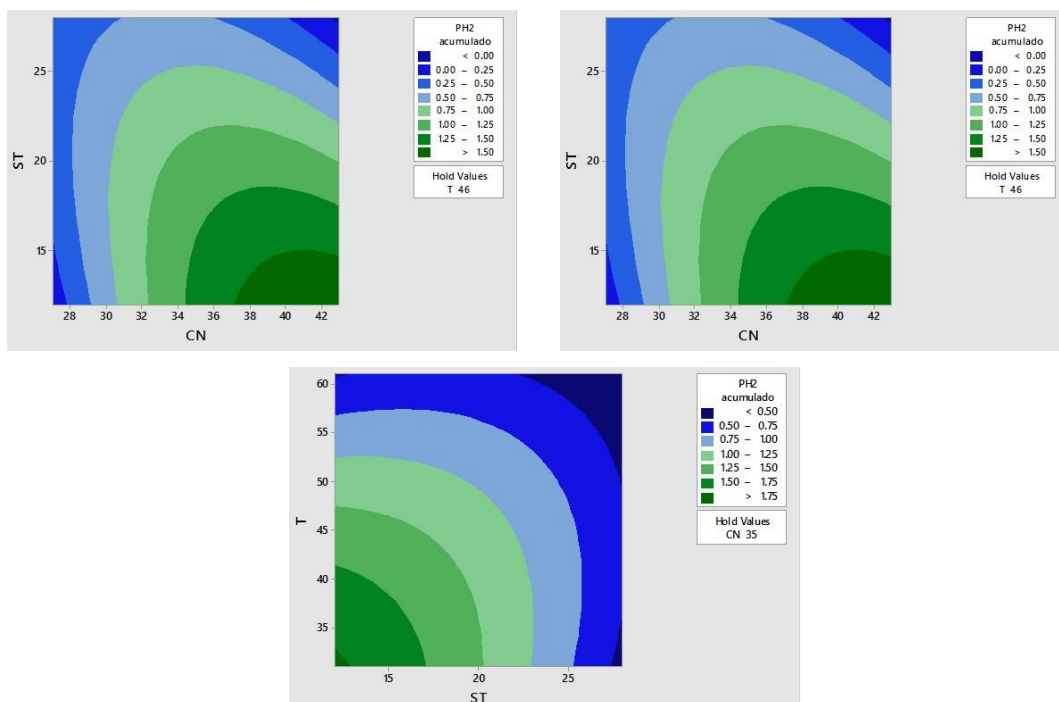 PH2
acumulado
< 0.00
0.00 – 0.25
0.25 – 0.50
0.50 – 0.75
0.75 – 1.00
1.00 – 1.25
1.25 – 1.50
> 1.50
Hold Values
T 46
25
20
15
ST
28 30 32 34 36 38 40 42
CN
PH2
acumulado
< 0.00
0.00 – 0.25
0.25 – 0.50
0.50 – 0.75
0.75 – 1.00
1.00 – 1.25
1.25 – 1.50
> 1.50
Hold Values
T 46
25
20
15
ST
28 30 32 34 36 38 40 42
CN
PH2
acumulado
< 0.50
0.50 – 0.75
0.75 – 1.00
1.00 – 1.25
1.25 – 1.50
1.50 – 1.75
> 1.75
Hold Values
CN 35
60
55
50
45
40
35
T
15 20 25
ST